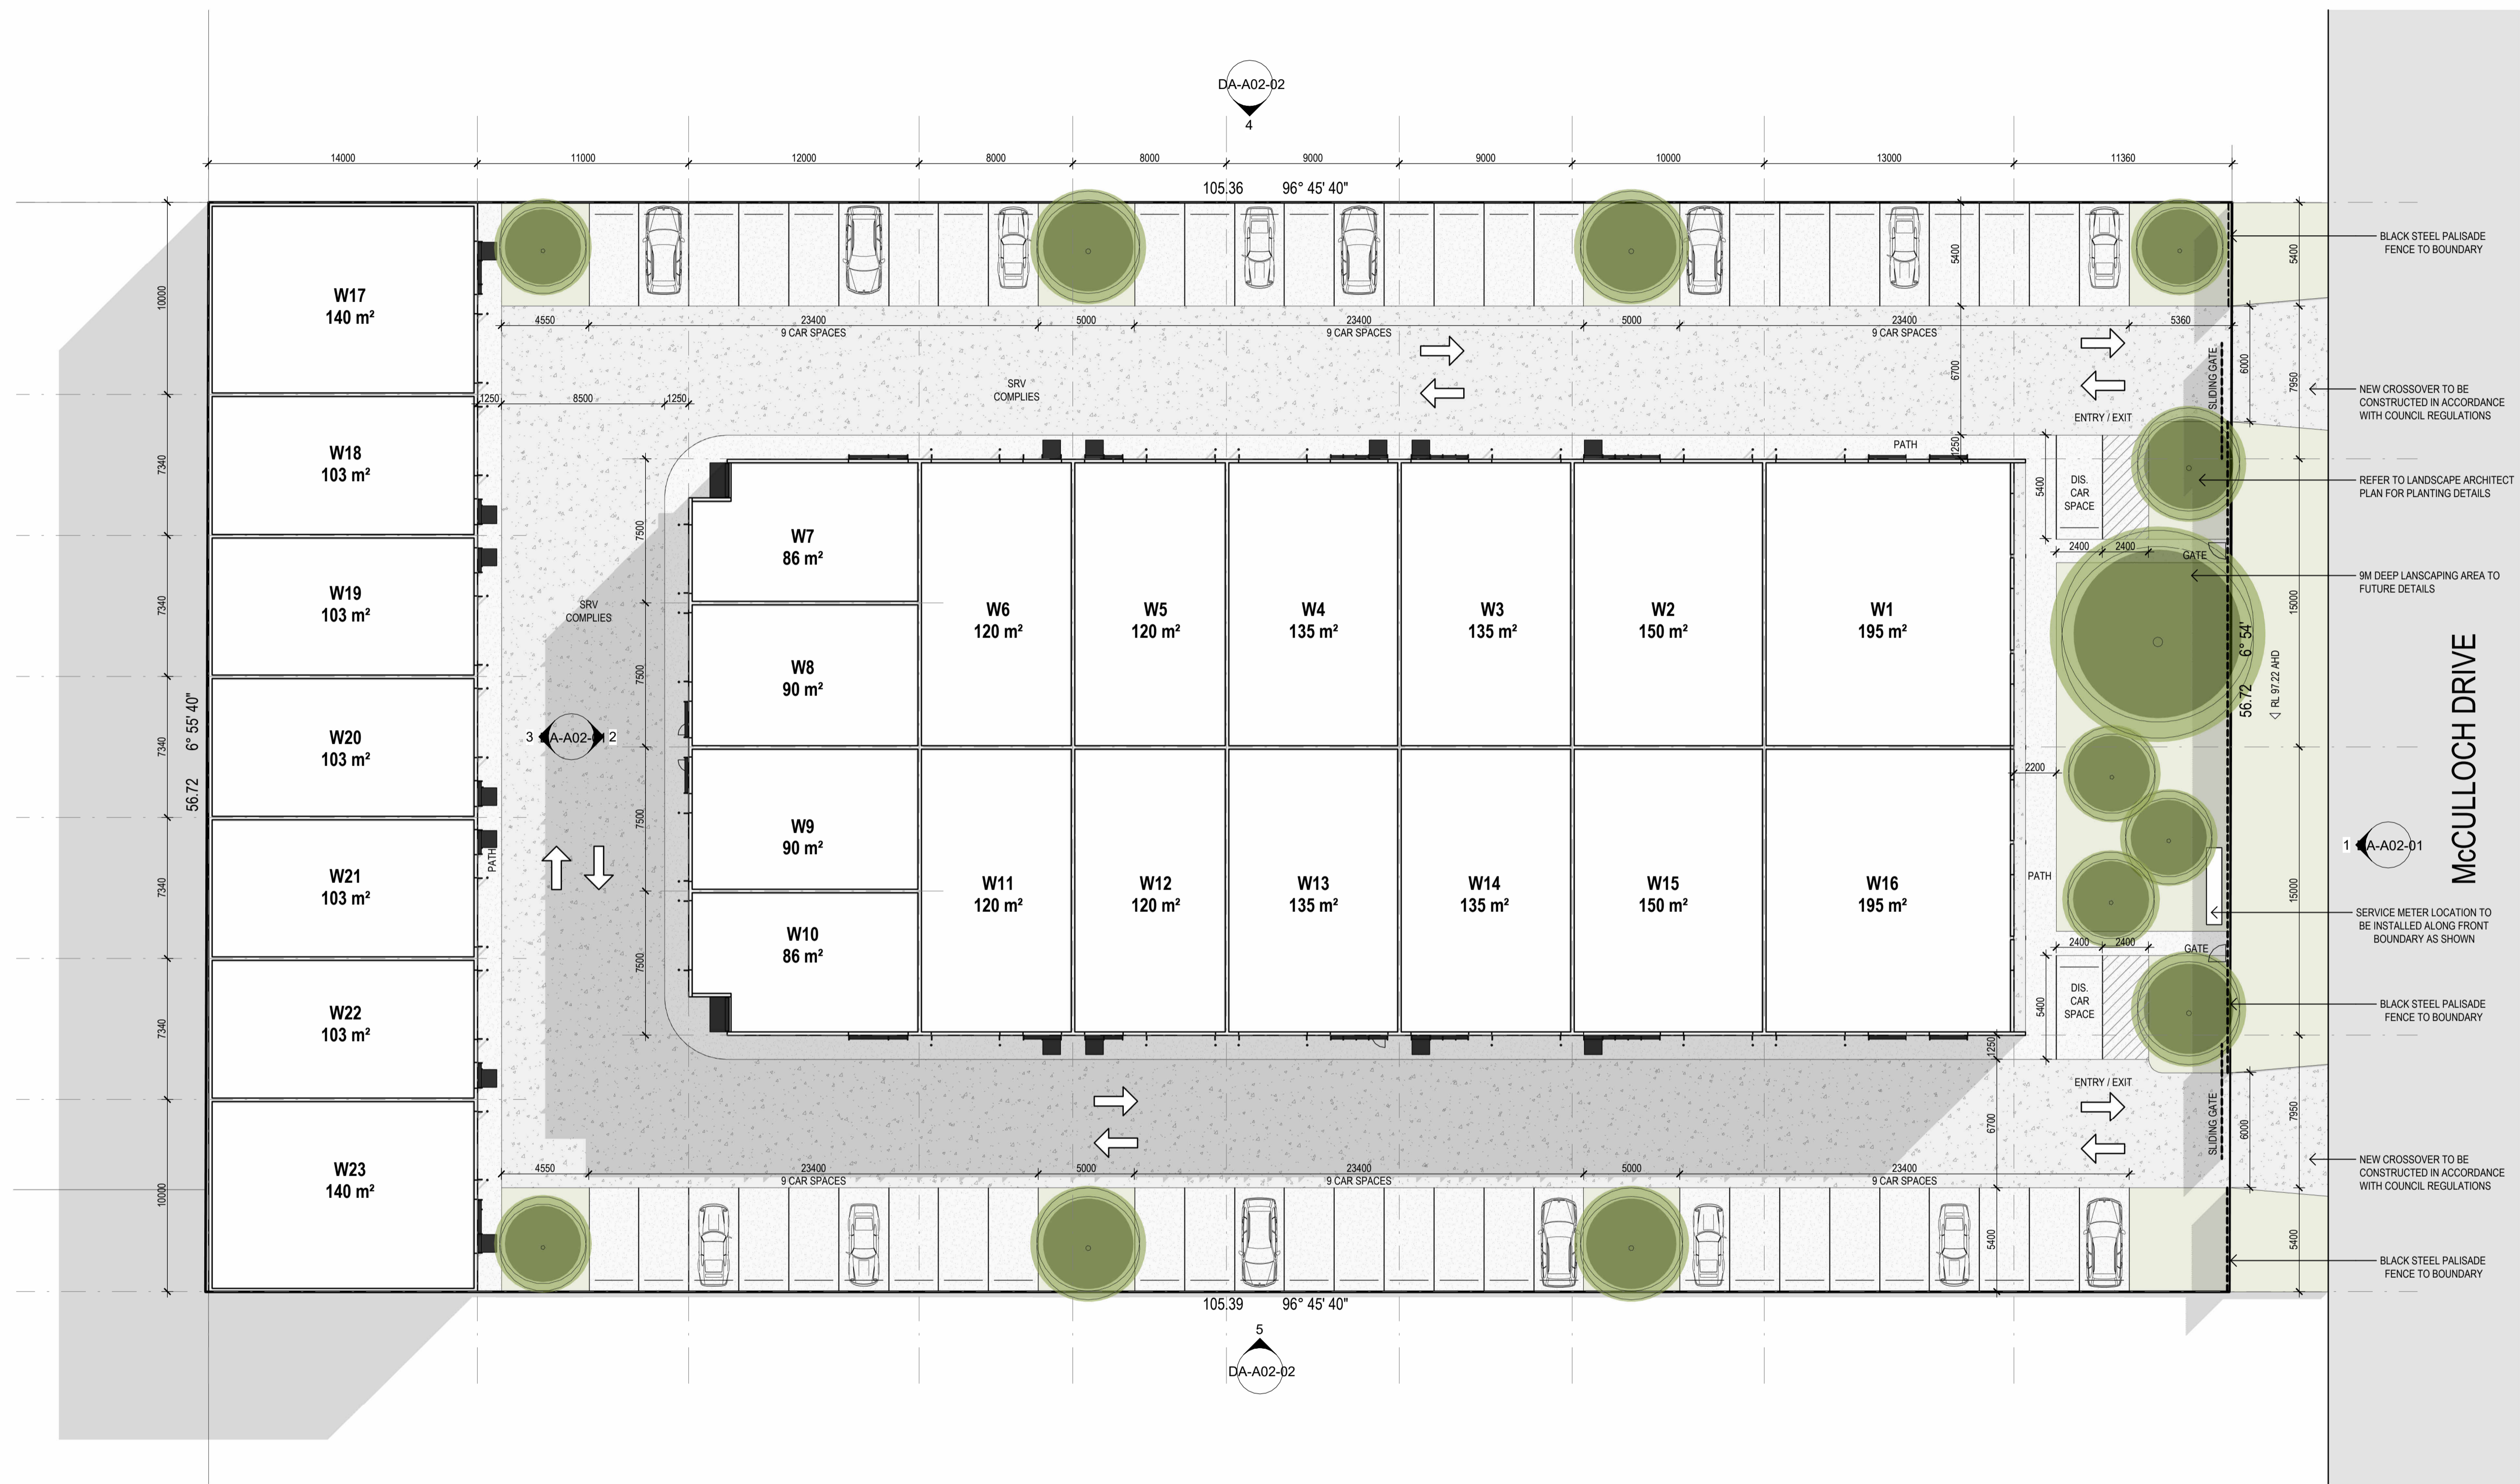 DA-A02-02
4
14000
11000
12000
8000
8000
9000
9000
10000
13000
11360
105.36 96° 45' 40"
10000
7340
7340
7340
7340
7340
10000
56.72 6° 55' 40"
W17
140 m²
W18
103 m²
W19
103 m²
W20
103 m²
W21
103 m²
W22
103 m²
W23
140 m²
4550
23400
9 CAR SPACES
5000
23400
9 CAR SPACES
5000
23400
9 CAR SPACES
5360
5400
6700
1250
1250
8500
1250
SRV
COMPLIES
ENTRY / EXIT
SLIDING GATE
PATH
SRV
COMPLIES
3
2
PATH
7500
7500
7500
7500
W7
86 m²
W8
90 m²
W9
90 m²
W10
86 m²
W6
120 m²
W5
120 m²
W4
135 m²
W3
135 m²
W2
150 m²
W1
195 m²
W11
120 m²
W12
120 m²
W13
135 m²
W14
135 m²
W15
150 m²
W16
195 m²
5400
DIS.
CAR
SPACE
2400
2400
GATE
2200
PATH
2400
2400
GATE
5400
DIS.
CAR
SPACE
1250
6700
5400
ENTRY / EXIT
SLIDING GATE
4550
23400
9 CAR SPACES
5000
23400
9 CAR SPACES
5000
23400
9 CAR SPACES
5400
6000
7950
15000
56.72 6° 54'
RL 97.22 AHD
15000
6000
7950
5400
BLACK STEEL PALISADE
FENCE TO BOUNDARY
NEW CROSSOVER TO BE
CONSTRUCTED IN ACCORDANCE
WITH COUNCIL REGULATIONS
REFER TO LANDSCAPE ARCHITECT
PLAN FOR PLANTING DETAILS
9M DEEP LANSCAPING AREA TO
FUTURE DETAILS
McCULLOCH DRIVE
1
A-A02-01
SERVICE METER LOCATION TO
BE INSTALLED ALONG FRONT
BOUNDARY AS SHOWN
BLACK STEEL PALISADE
FENCE TO BOUNDARY
NEW CROSSOVER TO BE
CONSTRUCTED IN ACCORDANCE
WITH COUNCIL REGULATIONS
BLACK STEEL PALISADE
FENCE TO BOUNDARY
105.39 96° 45' 40"
5
DA-A02-02